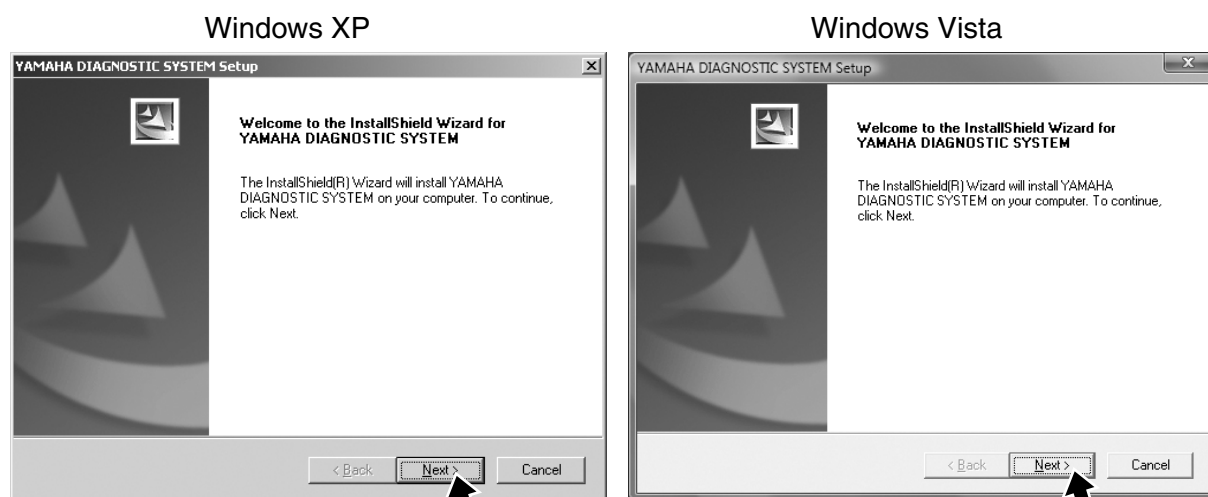 Windows XP
YAMAHA DIAGNOSTIC SYSTEM Setup
Welcome to the InstallShield Wizard for
YAMAHA DIAGNOSTIC SYSTEM
The InstallShield(R) Wizard will install YAMAHA
DIAGNOSTIC SYSTEM on your computer. To continue,
click Next.
< Back
Next >
Cancel
Windows Vista
YAMAHA DIAGNOSTIC SYSTEM Setup
Welcome to the InstallShield Wizard for
YAMAHA DIAGNOSTIC SYSTEM
The InstallShield(R) Wizard will install YAMAHA
DIAGNOSTIC SYSTEM on your computer. To continue,
click Next.
< Back
Next >
Cancel